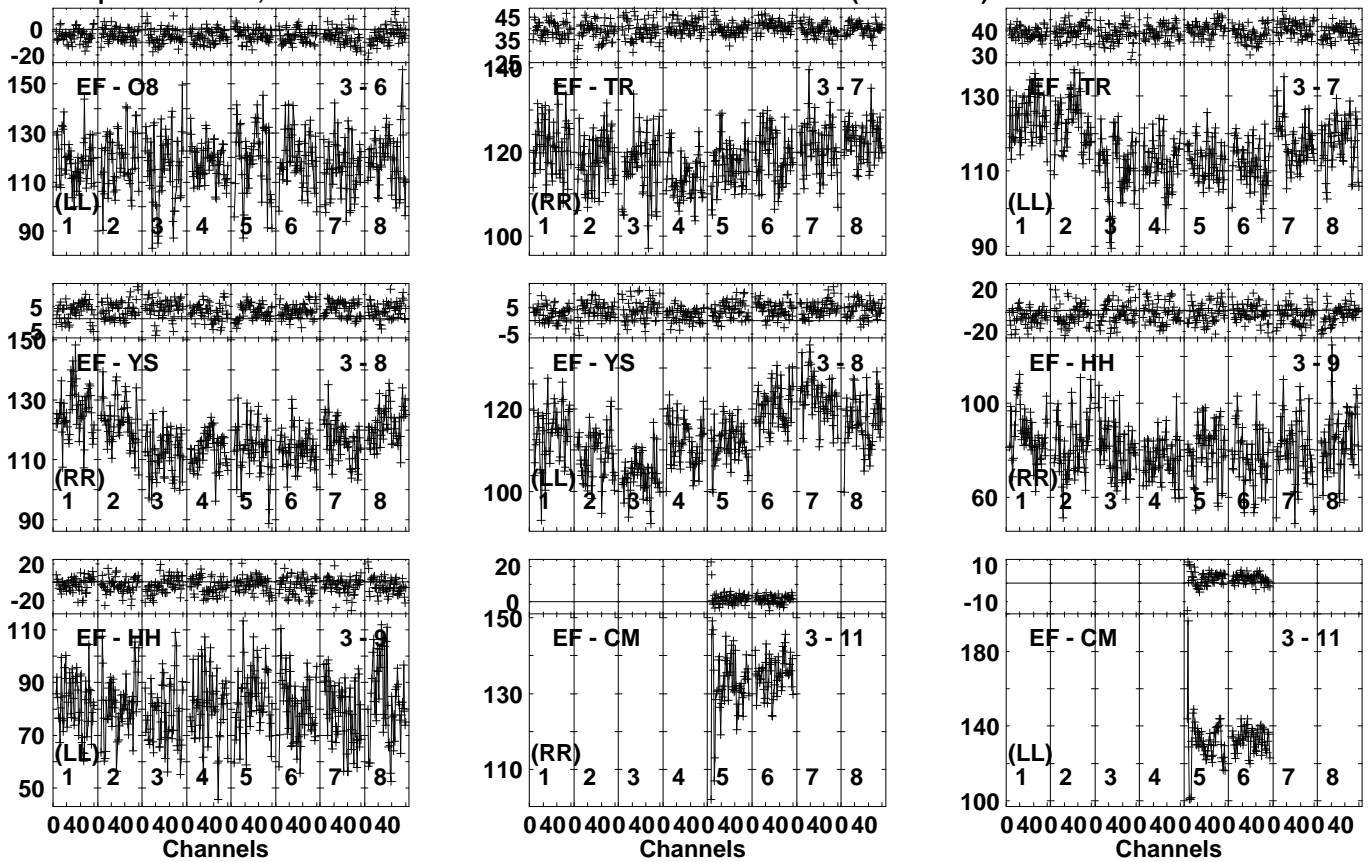 0
-20
150
EF - O8 3 - 6
130
110
(LL)
1 2 3 4 5 6 7 8
90
45
35
25
140
EF - TR 3 - 7
120
(RR)
1 2 3 4 5 6 7 8
100
40
30
130
EF - TR 3 - 7
110
(LL)
1 2 3 4 5 6 7 8
90
5
-5
150
EF - YS 3 - 8
130
110
(RR)
1 2 3 4 5 6 7 8
90
5
-5
EF - YS 3 - 8
120
(LL)
100
1 2 3 4 5 6 7 8
20
0
-20
EF - HH 3 - 9
100
(RR)
60
1 2 3 4 5 6 7 8
20
-20
110
EF - HH 3 - 9
90
70
(LL)
1 2 3 4 5 6 7 8
50
20
0
150
EF - CM 3 - 11
130
(RR)
110
1 2 3 4 5 6 7 8
10
-10
180
EF - CM 3 - 11
140
(LL)
1 2 3 4 5 6 7 8
100
0 40 0 40 0 40 0 40 0 40 0 40 0 40 0 40
Channels
0 40 0 40 0 40 0 40 0 40 0 40 0 40 0 40
Channels
0 40 0 40 0 40 0 40 0 40 0 40 0 40 0 40
Channels